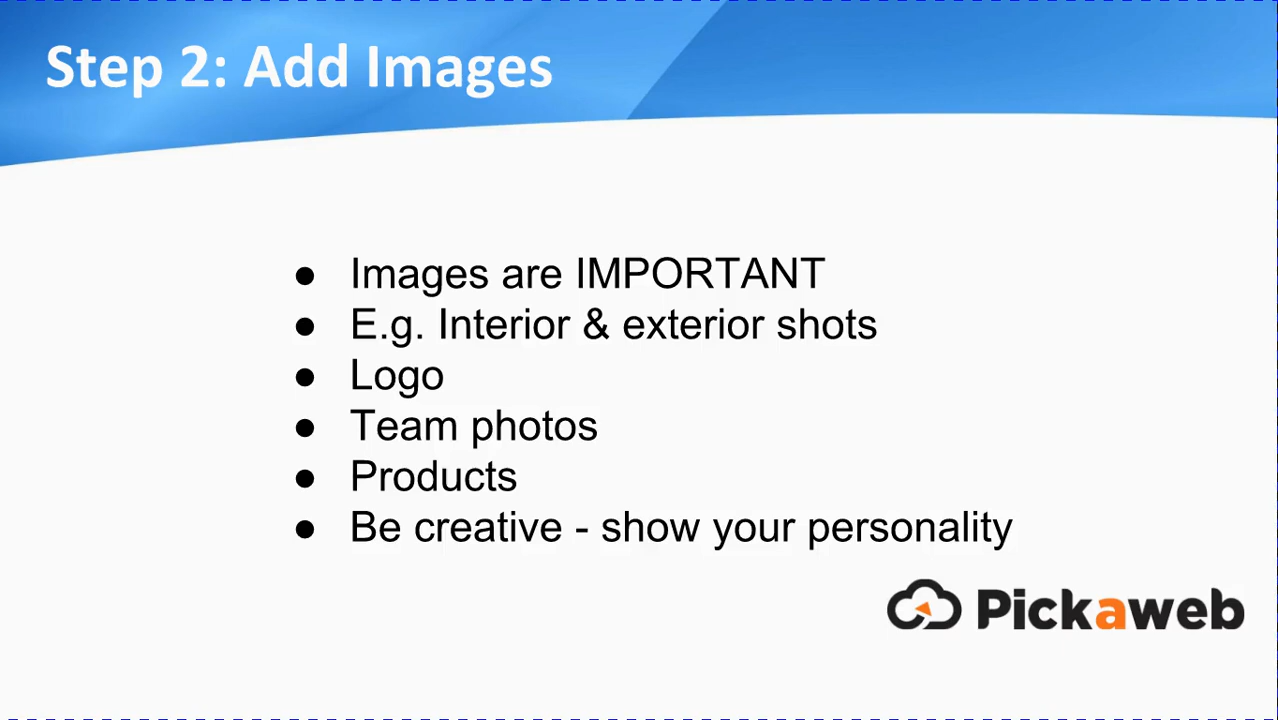 Step 2: Add Images
● Images are IMPORTANT
● E.g. Interior & exterior shots
● Logo
● Team photos
● Products
● Be creative - show your personality
Pickaweb